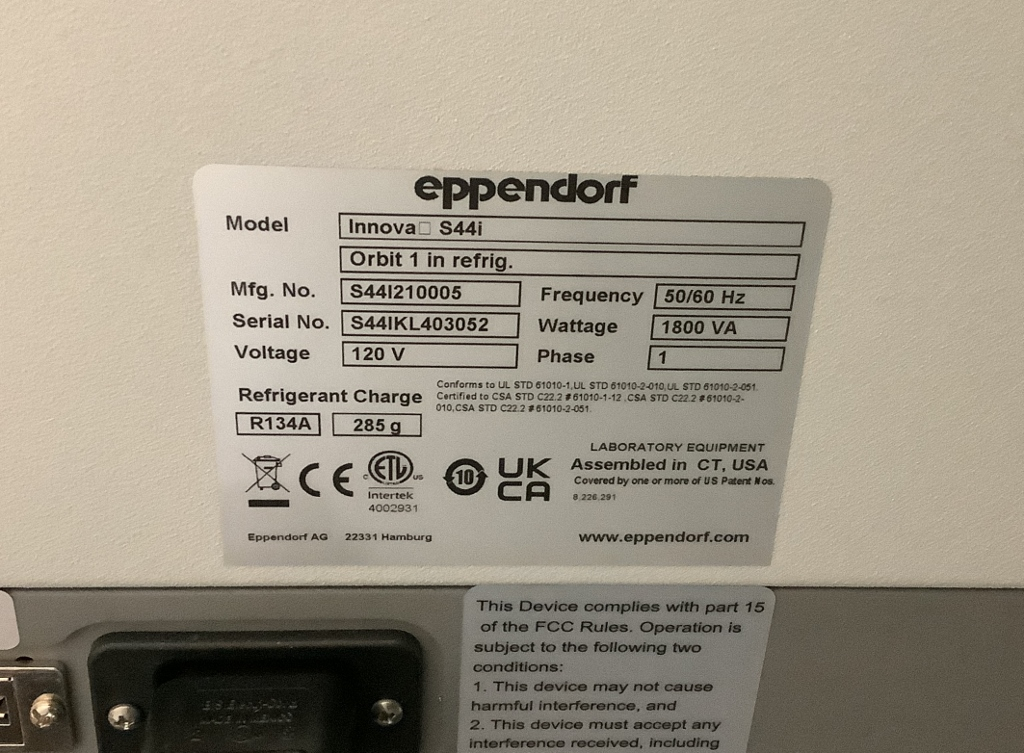 eppendorf
Model Innova□ S44i
Orbit 1 in refrig.
Mfg. No. S44I210005 Frequency 50/60 Hz
Serial No. S44IKL403052 Wattage 1800 VA
Voltage 120 V Phase 1
Refrigerant Charge
R134A 285 g
Conforms to UL STD 61010-1,UL STD 61010-2-010,UL STD 61010-2-051.
Certified to CSA STD C22.2 #61010-1-12 ,CSA STD C22.2 #61010-2-
010,CSA STD C22.2 #61010-2-051.
LABORATORY EQUIPMENT
Assembled in CT, USA
Covered by one or more of US Patent Nos.
8,226,291
CE
c ETL us
Intertek
4002931
10
UK
CA
Eppendorf AG 22331 Hamburg
www.eppendorf.com
This Device complies with part 15
of the FCC Rules. Operation is
subject to the following two
conditions:
1. This device may not cause
harmful interference, and
2. This device must accept any
interference received, including